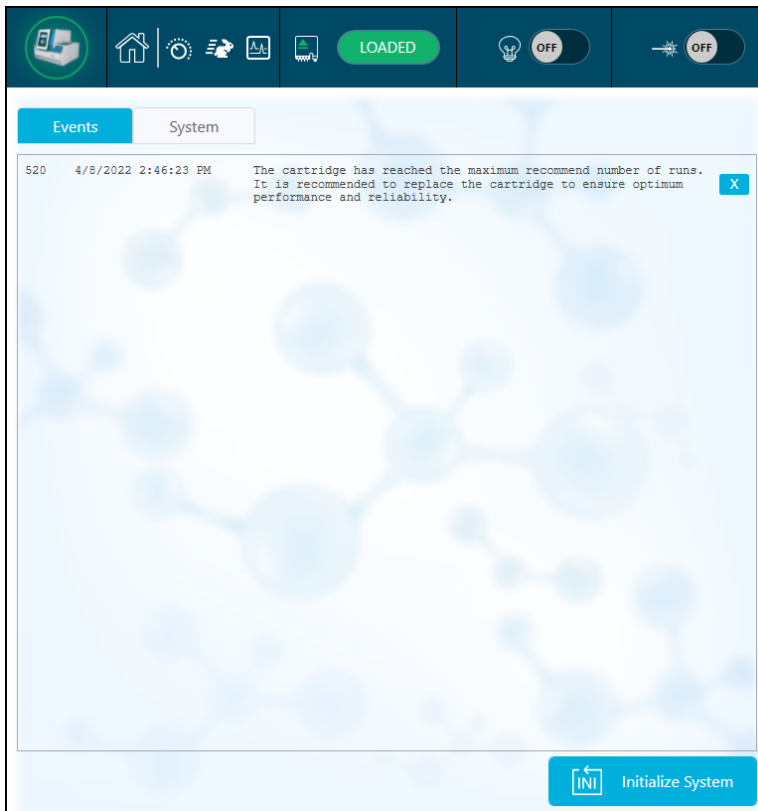 LOADED
OFF
OFF
Events
System
520 4/8/2022 2:46:23 PM The cartridge has reached the maximum recommend number of runs.
It is recommended to replace the cartridge to ensure optimum
performance and reliability.
X
INI Initialize System